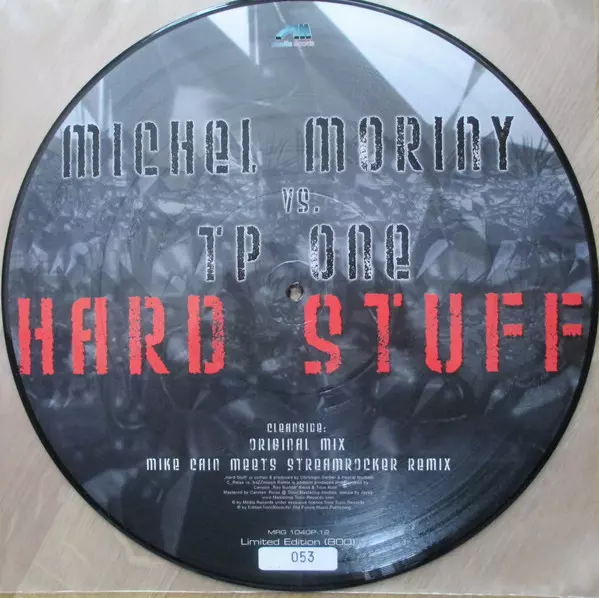 MICHEL MORINY
VS.
TP ONE
HARD STUFF
CLEANSIDE:
ORIGINAL MIX
MIKE CAIN MEETS STREAMROCKER REMIX
MRG 1040P-12
Limited Edition (800)
053